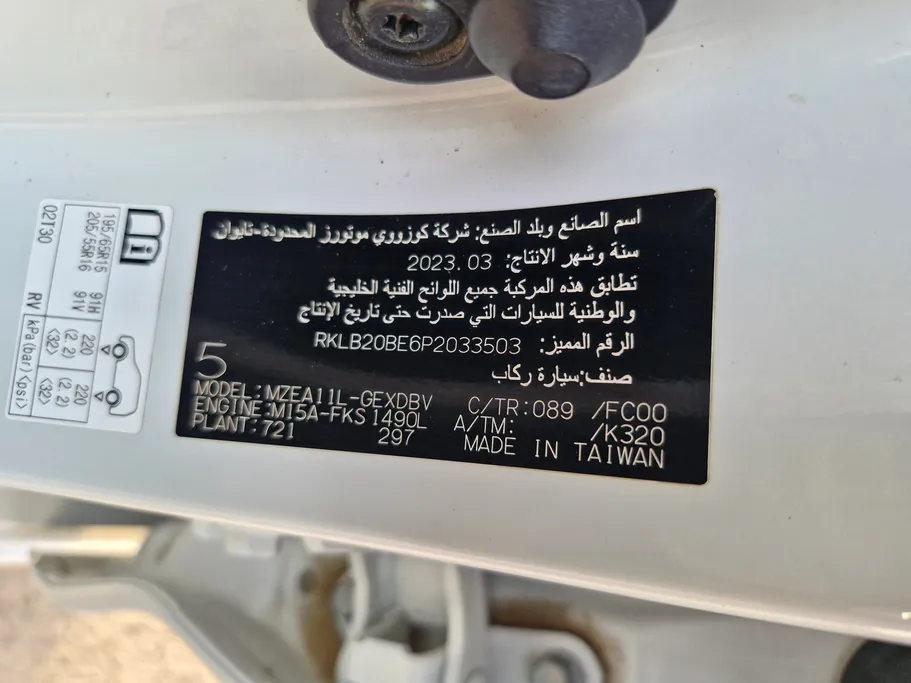 195/65R15 91H 220 (2.2) <32> 220 (2.2) <32>
205/55R16 91V
02T30 RV kPa(bar)<psi>
اسم الصانع وبلد الصنع: شركة كوزووي موتورز المحدودة-تايوان
سنة وشهر الانتاج: 2023.03
تطابق هذه المركبة جميع اللوائح الفنية الخليجية
والوطنية للسيارات التي صدرت حتى تاريخ الإنتاج
الرقم المميز: RKLB20BE6P2033503
صنف:سيارة ركاب
5
MODEL:MZEA11L-GEXDBV C/TR:089 /FC00
ENGINE:M15A-FKS 1490L A/TM: /K320
PLANT:721 297 MADE IN TAIWAN